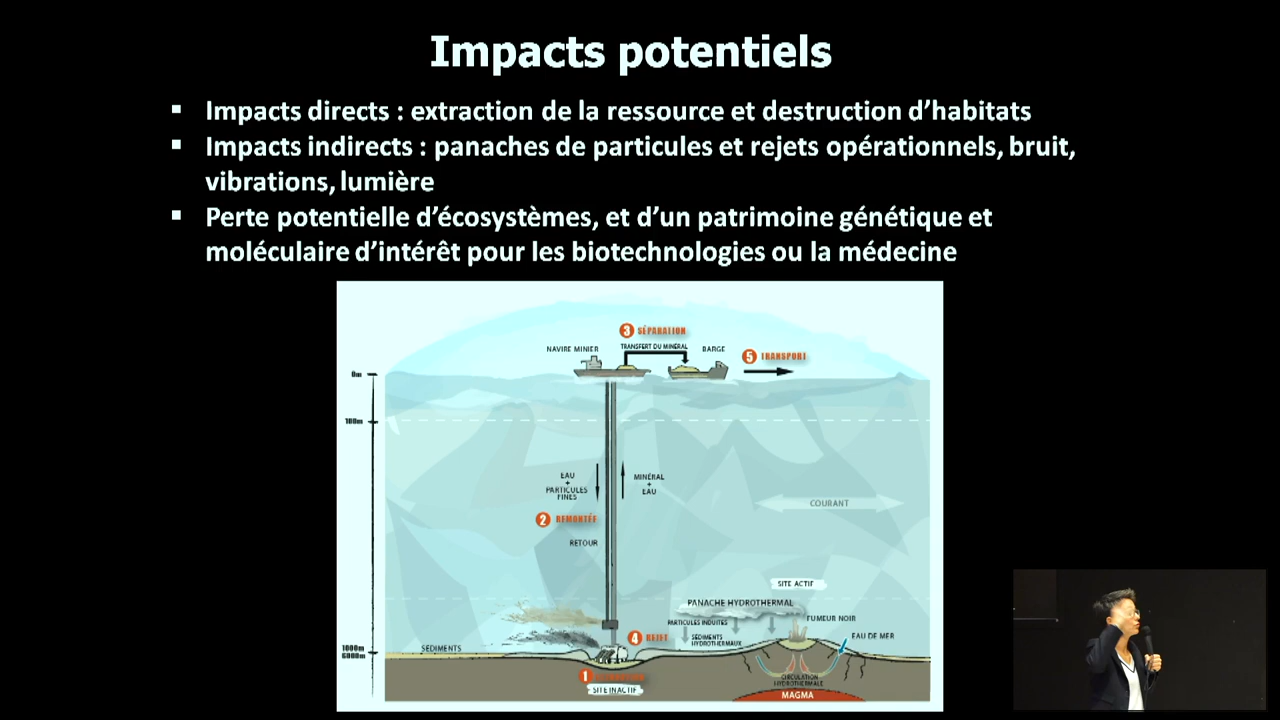 Impacts potentiels
▪ Impacts directs : extraction de la ressource et destruction d’habitats
▪ Impacts indirects : panaches de particules et rejets opérationnels, bruit,
vibrations, lumière
▪ Perte potentielle d’écosystèmes, et d’un patrimoine génétique et
moléculaire d’intérêt pour les biotechnologies ou la médecine
3 SÉPARATION
NAVIRE MINIER
TRANSFERT DU MINÉRAL
BARGE
5 TRANSPORT
0m
100m
EAU
+
PARTICULES
FINES
MINÉRAL
+
EAU
COURANT
2 REMONTÉE
RETOUR
SITE ACTIF
PANACHE HYDROTHERMAL
FUMEUR NOIR
PARTICULES INDUITES
4 REJET
SÉDIMENTS
HYDROTHERMAUX
EAU DE MER
1000m
6000m
SÉDIMENTS
1
SITE INACTIF
CIRCULATION
HYDROTHERMALE
MAGMA